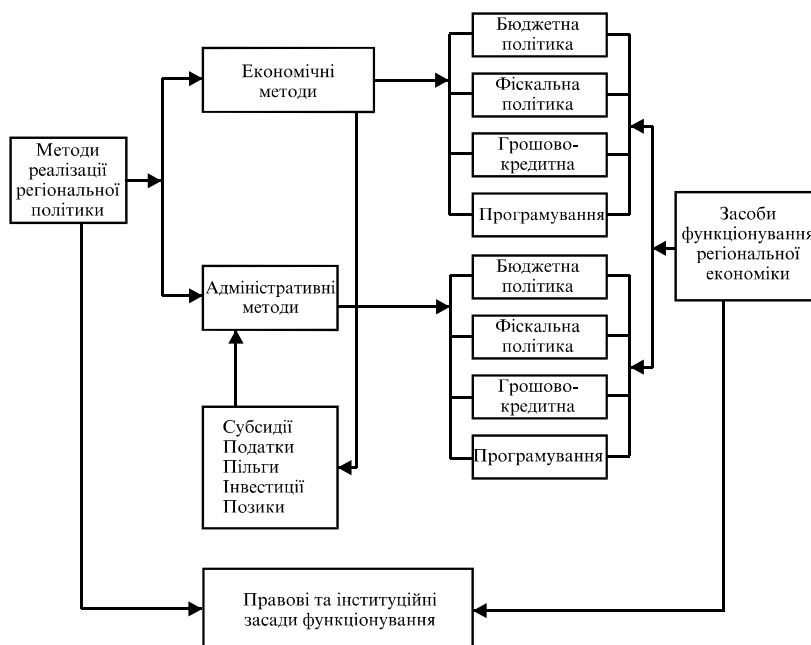 Методи
реалізації
регіональної
політики
Економічні
методи
Адміністративні
методи
Субсидії
Податки
Пільги
Інвестиції
Позики
Бюджетна
політика
Фіскальна
політика
Грошово-
кредитна
Програмування
Бюджетна
політика
Фіскальна
політика
Грошово-
кредитна
Програмування
Засоби
функціонування
регіональної
економіки
Правові та інституційні
засади функціонування